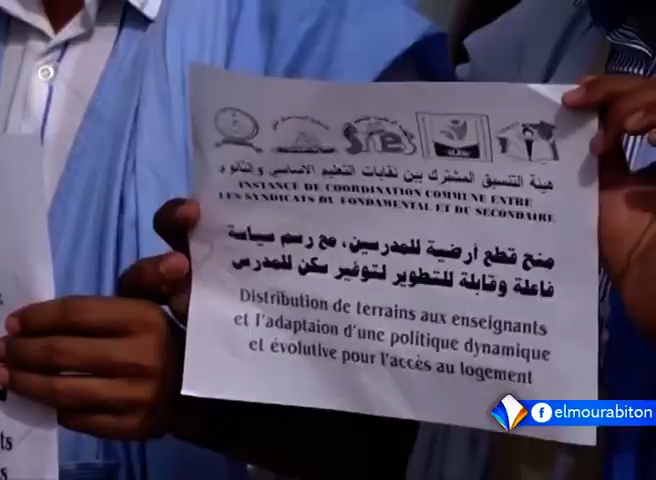 SIPES
هيئة التنسيق المشترك بين نقابات التعليم الأساسي والثانوي
INSTANCE DE COORDINATION COMMUNE ENTRE
LES SYNDICATS DU FONDAMENTAL ET DU SECONDAIRE
منح قطع أرضية للمدرسين، مع رسم سياسة
فاعلة وقابلة للتطوير لتوفير سكن للمدرس
Distribution de terrains aux enseignants
et l'adaptaion d'une politique dynamique
et évolutive pour l'accès au logement
elmourabiton